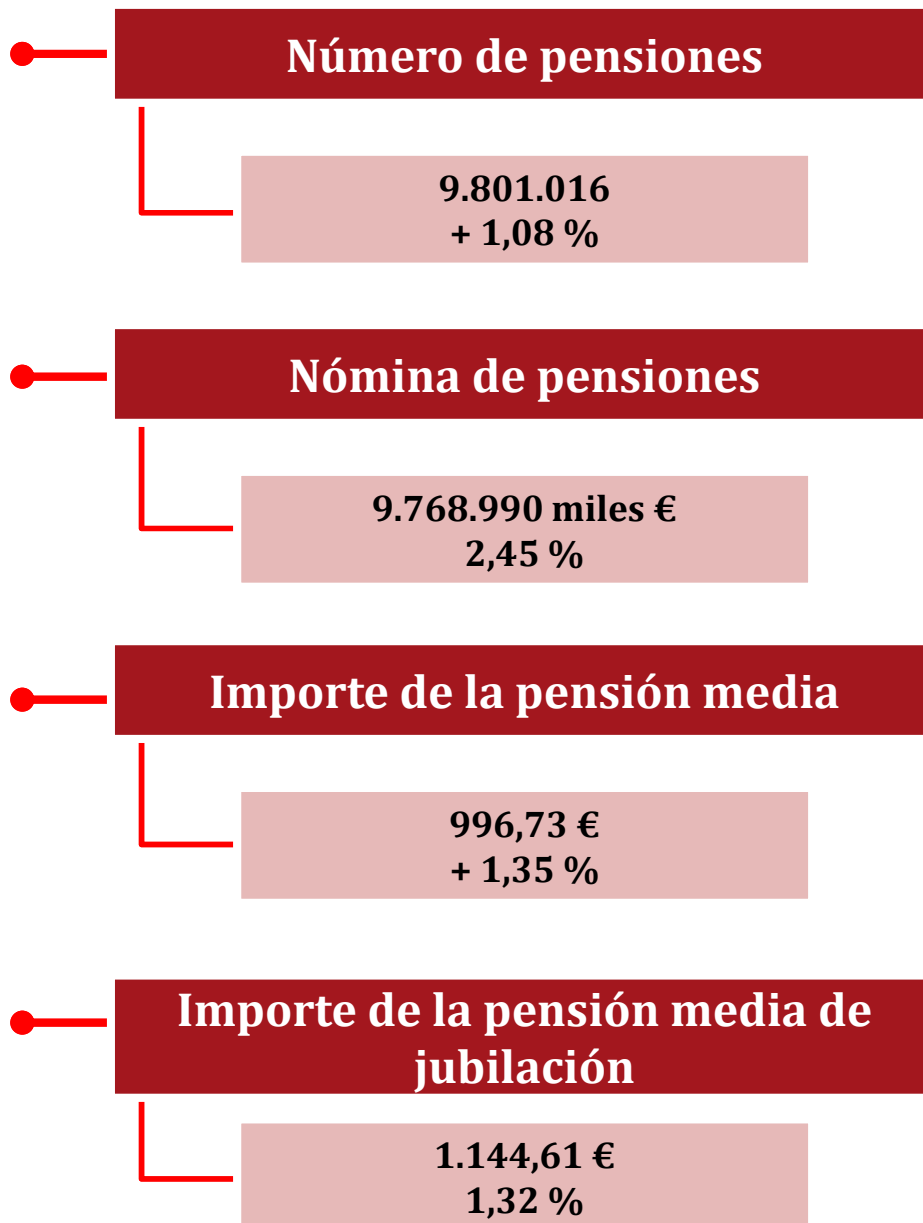 Número de pensiones
9.801.016
+ 1,08 %
Nómina de pensiones
9.768.990 miles €
2,45 %
Importe de la pensión media
996,73 €
+ 1,35 %
Importe de la pensión media de
jubilación
1.144,61 €
1,32 %